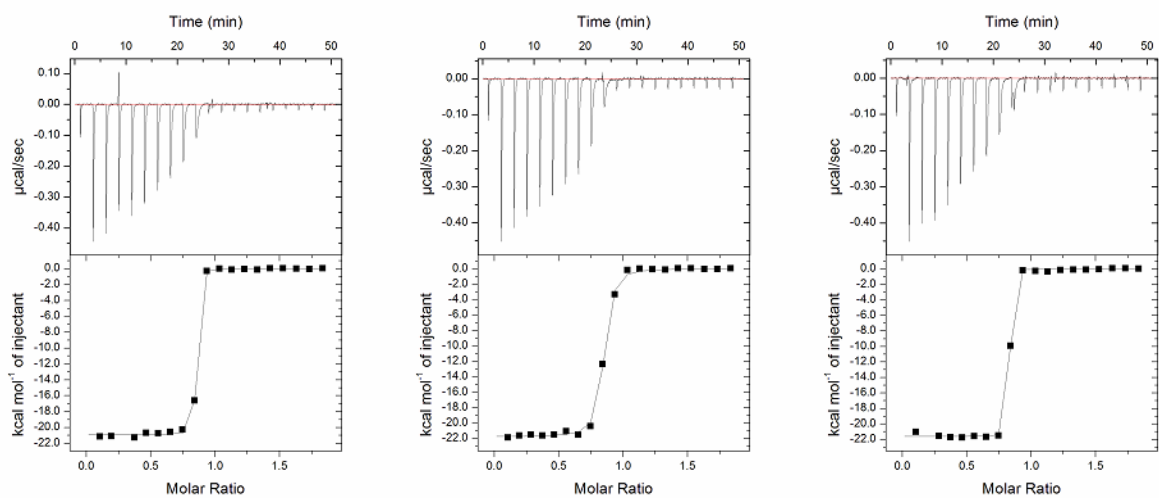 Time (min)
0 10 20 30 40 50
0.10
0.00
-0.10
-0.20
-0.30
-0.40
µcal/sec
0.0
-2.0
-4.0
-6.0
-8.0
-10.0
-12.0
-14.0
-16.0
-18.0
-20.0
-22.0
kcal mol⁻¹ of injectant
0.0 0.5 1.0 1.5
Molar Ratio
Time (min)
0 10 20 30 40 50
0.00
-0.10
-0.20
-0.30
-0.40
µcal/sec
0.0
-2.0
-4.0
-6.0
-8.0
-10.0
-12.0
-14.0
-16.0
-18.0
-20.0
-22.0
kcal mol⁻¹ of injectant
0.0 0.5 1.0 1.5
Molar Ratio
Time (min)
0 10 20 30 40 50
0.00
-0.10
-0.20
-0.30
-0.40
µcal/sec
0.0
-2.0
-4.0
-6.0
-8.0
-10.0
-12.0
-14.0
-16.0
-18.0
-20.0
-22.0
kcal mol⁻¹ of injectant
0.0 0.5 1.0 1.5
Molar Ratio